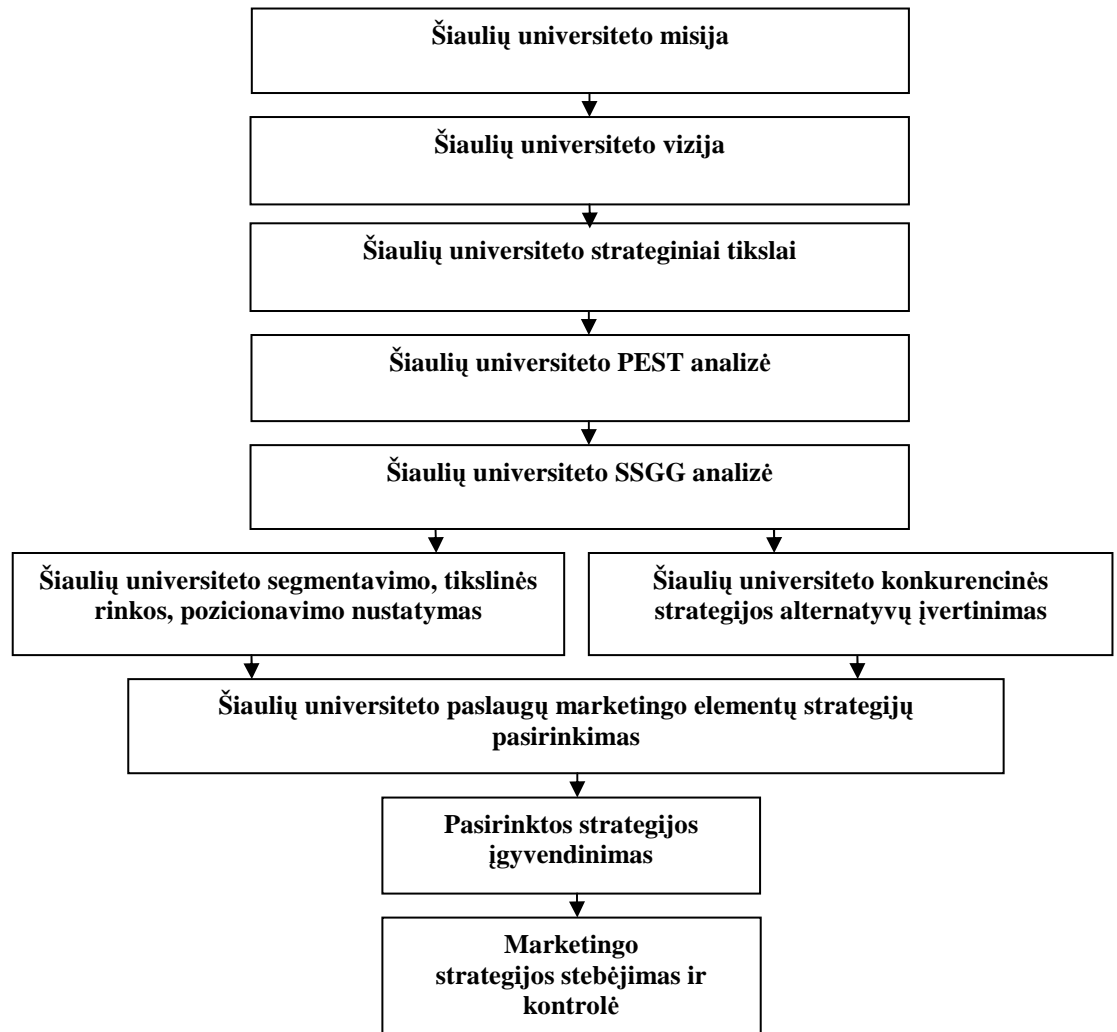 Šiaulių universiteto misija
Šiaulių universiteto vizija
Šiaulių universiteto strateginiai tikslai
Šiaulių universiteto PEST analizė
Šiaulių universiteto SSGG analizė
Šiaulių universiteto segmentavimo, tikslinės
rinkos, pozicionavimo nustatymas
Šiaulių universiteto konkurencinės
strategijos alternatyvų įvertinimas
Šiaulių universiteto paslaugų marketingo elementų strategijų
pasirinkimas
Pasirinktos strategijos
įgyvendinimas
Marketingo
strategijos stebėjimas ir
kontrolė